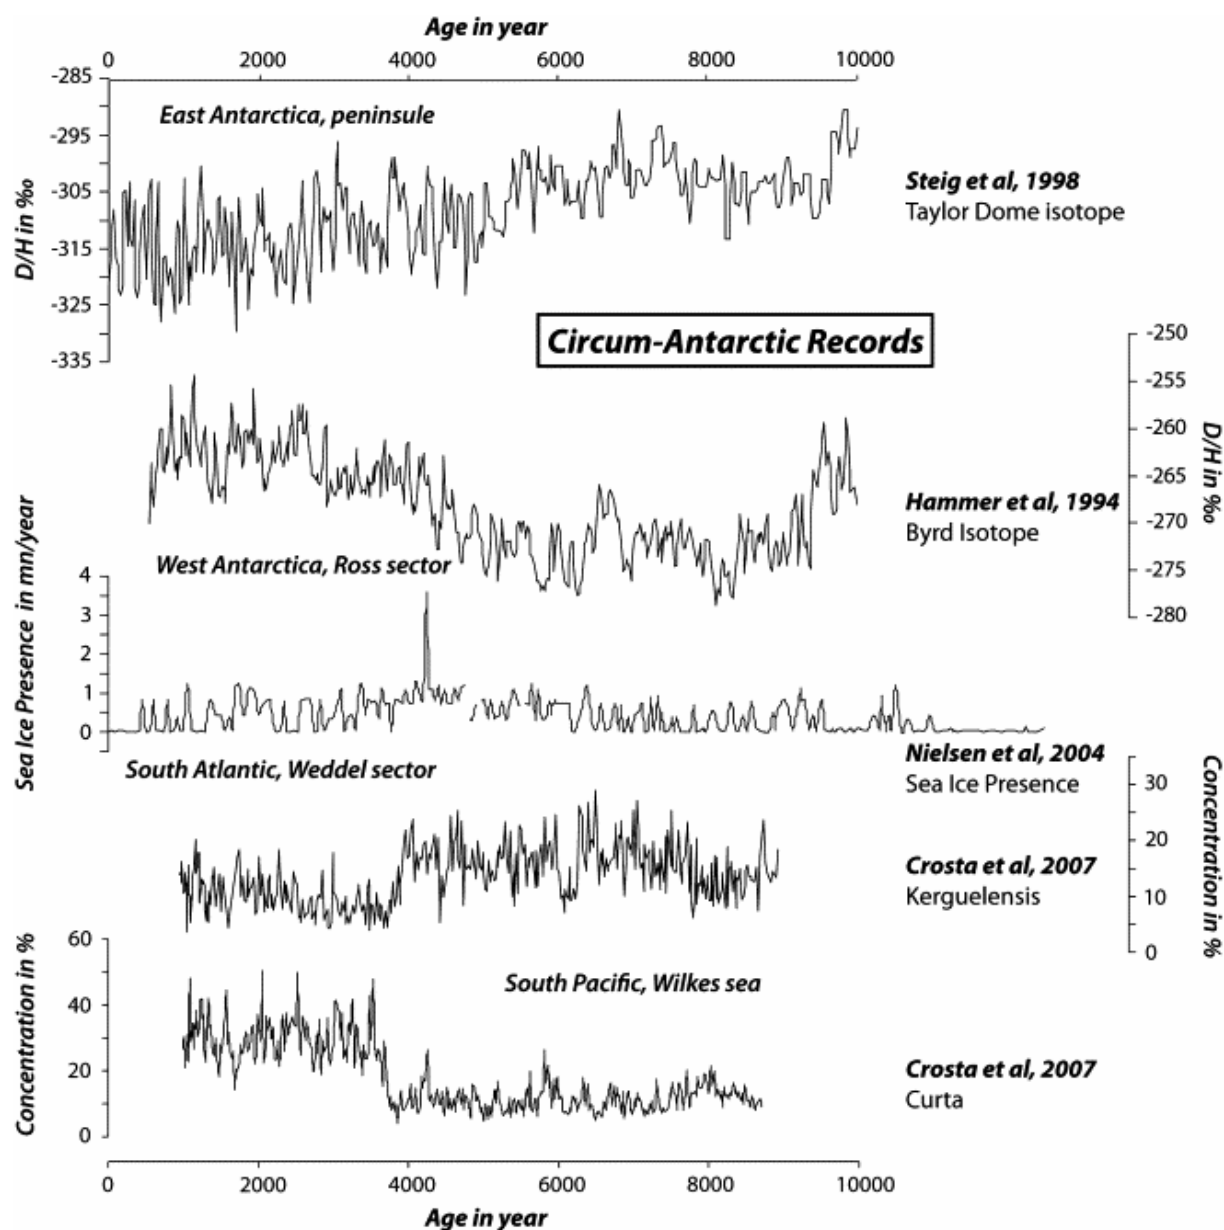 Age in year
0 2000 4000 6000 8000 10000
-285
East Antarctica, peninsule
-295
-305
-315
-325
-335
D/H in ‰
Steig et al, 1998
Taylor Dome isotope
Circum-Antarctic Records
-250
-255
-260
-265
-270
-275
-280
D/H in ‰
Hammer et al, 1994
Byrd Isotope
West Antarctica, Ross sector
4
3
2
1
0
Sea Ice Presence in mn/year
Nielsen et al, 2004
Sea Ice Presence
South Atlantic, Weddel sector
30
20
10
0
Concentration in %
Crosta et al, 2007
Kerguelensis
60
40
20
0
Concentration in %
South Pacific, Wilkes sea
Crosta et al, 2007
Curta
0 2000 4000 6000 8000 10000
Age in year